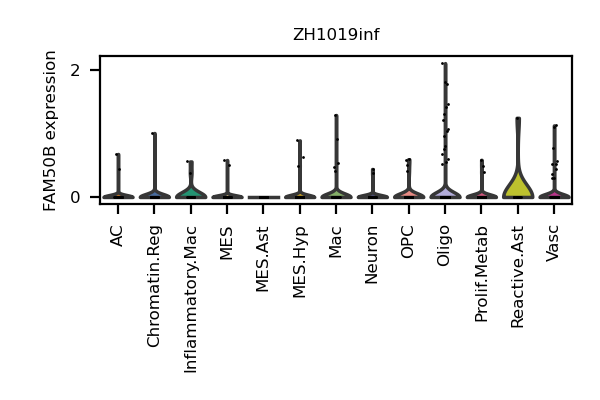 ZH1019inf
FAM50B expression
2
0
AC
Chromatin.Reg
Inflammatory.Mac
MES
MES.Ast
MES.Hyp
Mac
Neuron
OPC
Oligo
Prolif.Metab
Reactive.Ast
Vasc